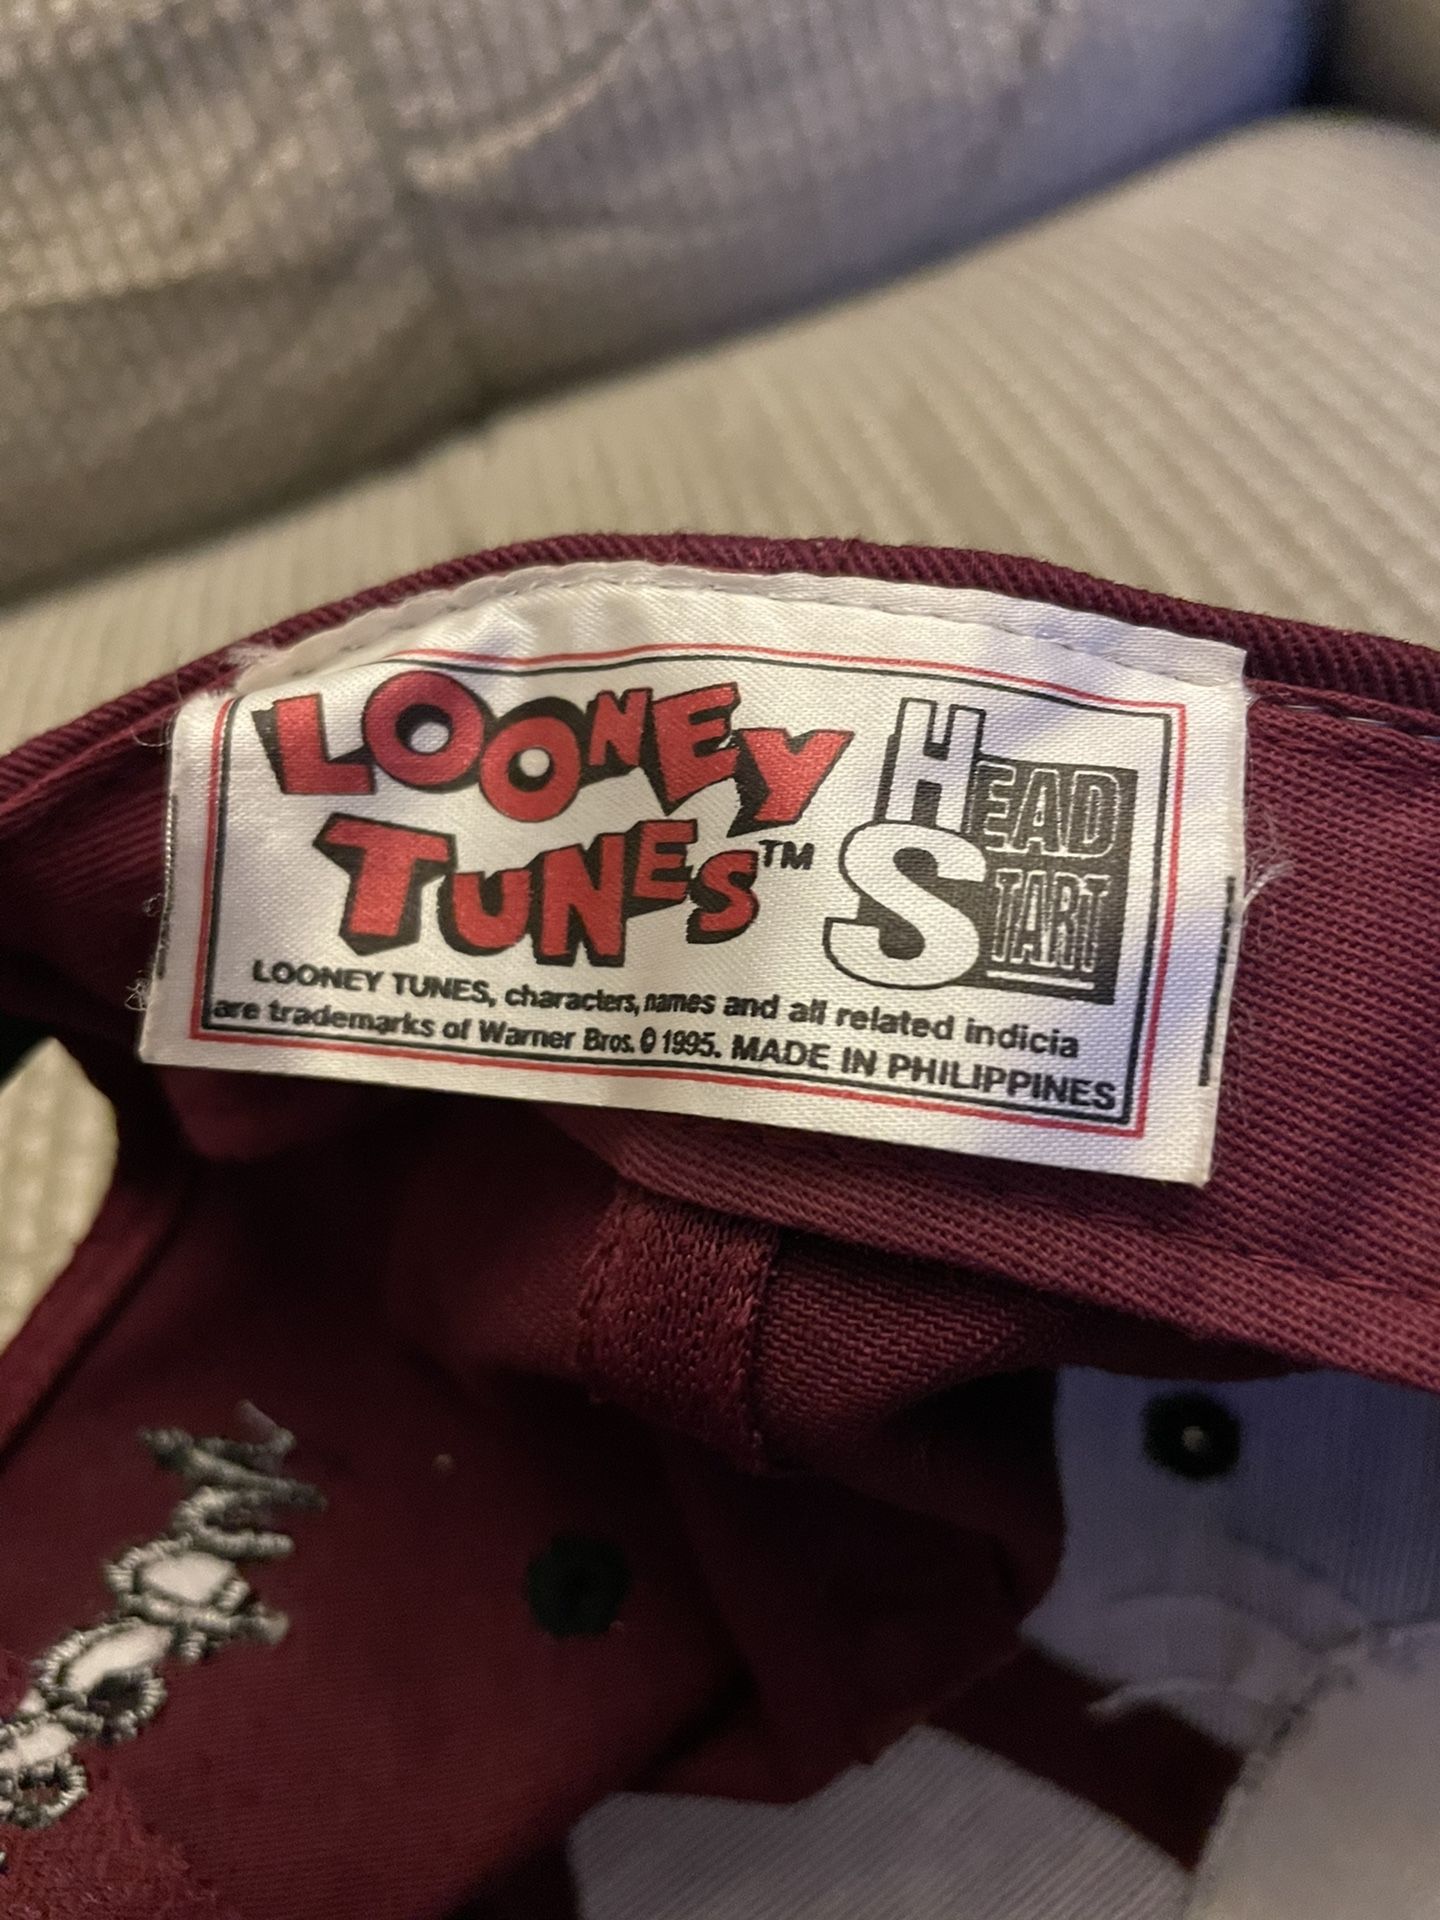 LOONEY
TUNES™
HEAD
START
LOONEY TUNES, characters, names and all related indicia
are trademarks of Warner Bros. © 1995. MADE IN PHILIPPINES